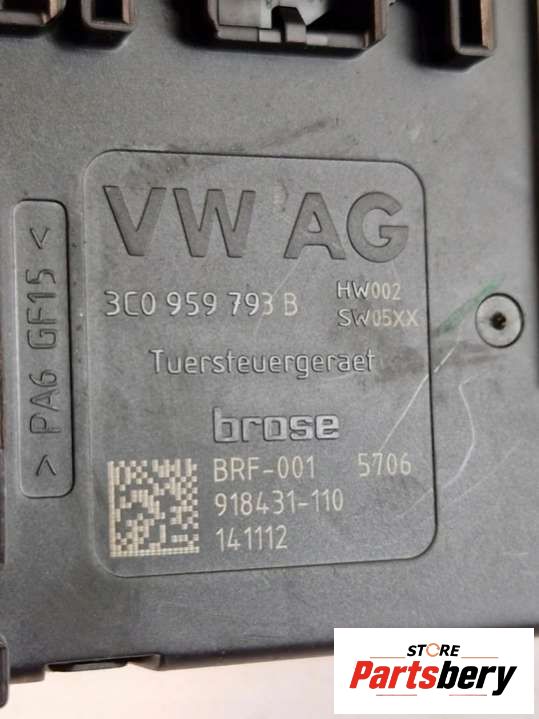 VW AG
3C0 959 793 B HW002
SW05XX
Tuersteuergeraet
brose
BRF-001 5706
918431-110
141112
> PA6 GF15 <
STORE
Partsbery